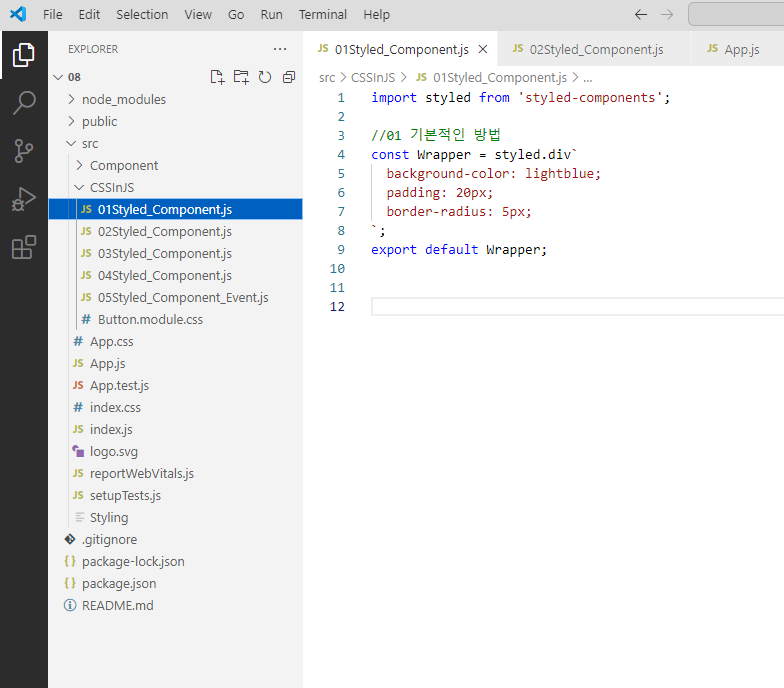 File Edit Selection View Go Run Terminal Help
EXPLORER
08
node_modules
public
src
Component
CSSInJS
JS 01Styled_Component.js
JS 02Styled_Component.js
JS 03Styled_Component.js
JS 04Styled_Component.js
JS 05Styled_Component_Event.js
# Button.module.css
# App.css
JS App.js
JS App.test.js
# index.css
JS index.js
logo.svg
JS reportWebVitals.js
JS setupTests.js
Styling
.gitignore
{} package-lock.json
{} package.json
README.md
JS 01Styled_Component.js JS 02Styled_Component.js JS App.js
src > CSSInJS > JS 01Styled_Component.js > ...
1 import styled from 'styled-components';
2
3 //01 기본적인 방법
4 const Wrapper = styled.div`
5 background-color: lightblue;
6 padding: 20px;
7 border-radius: 5px;
8 `;
9 export default Wrapper;
10
11
12